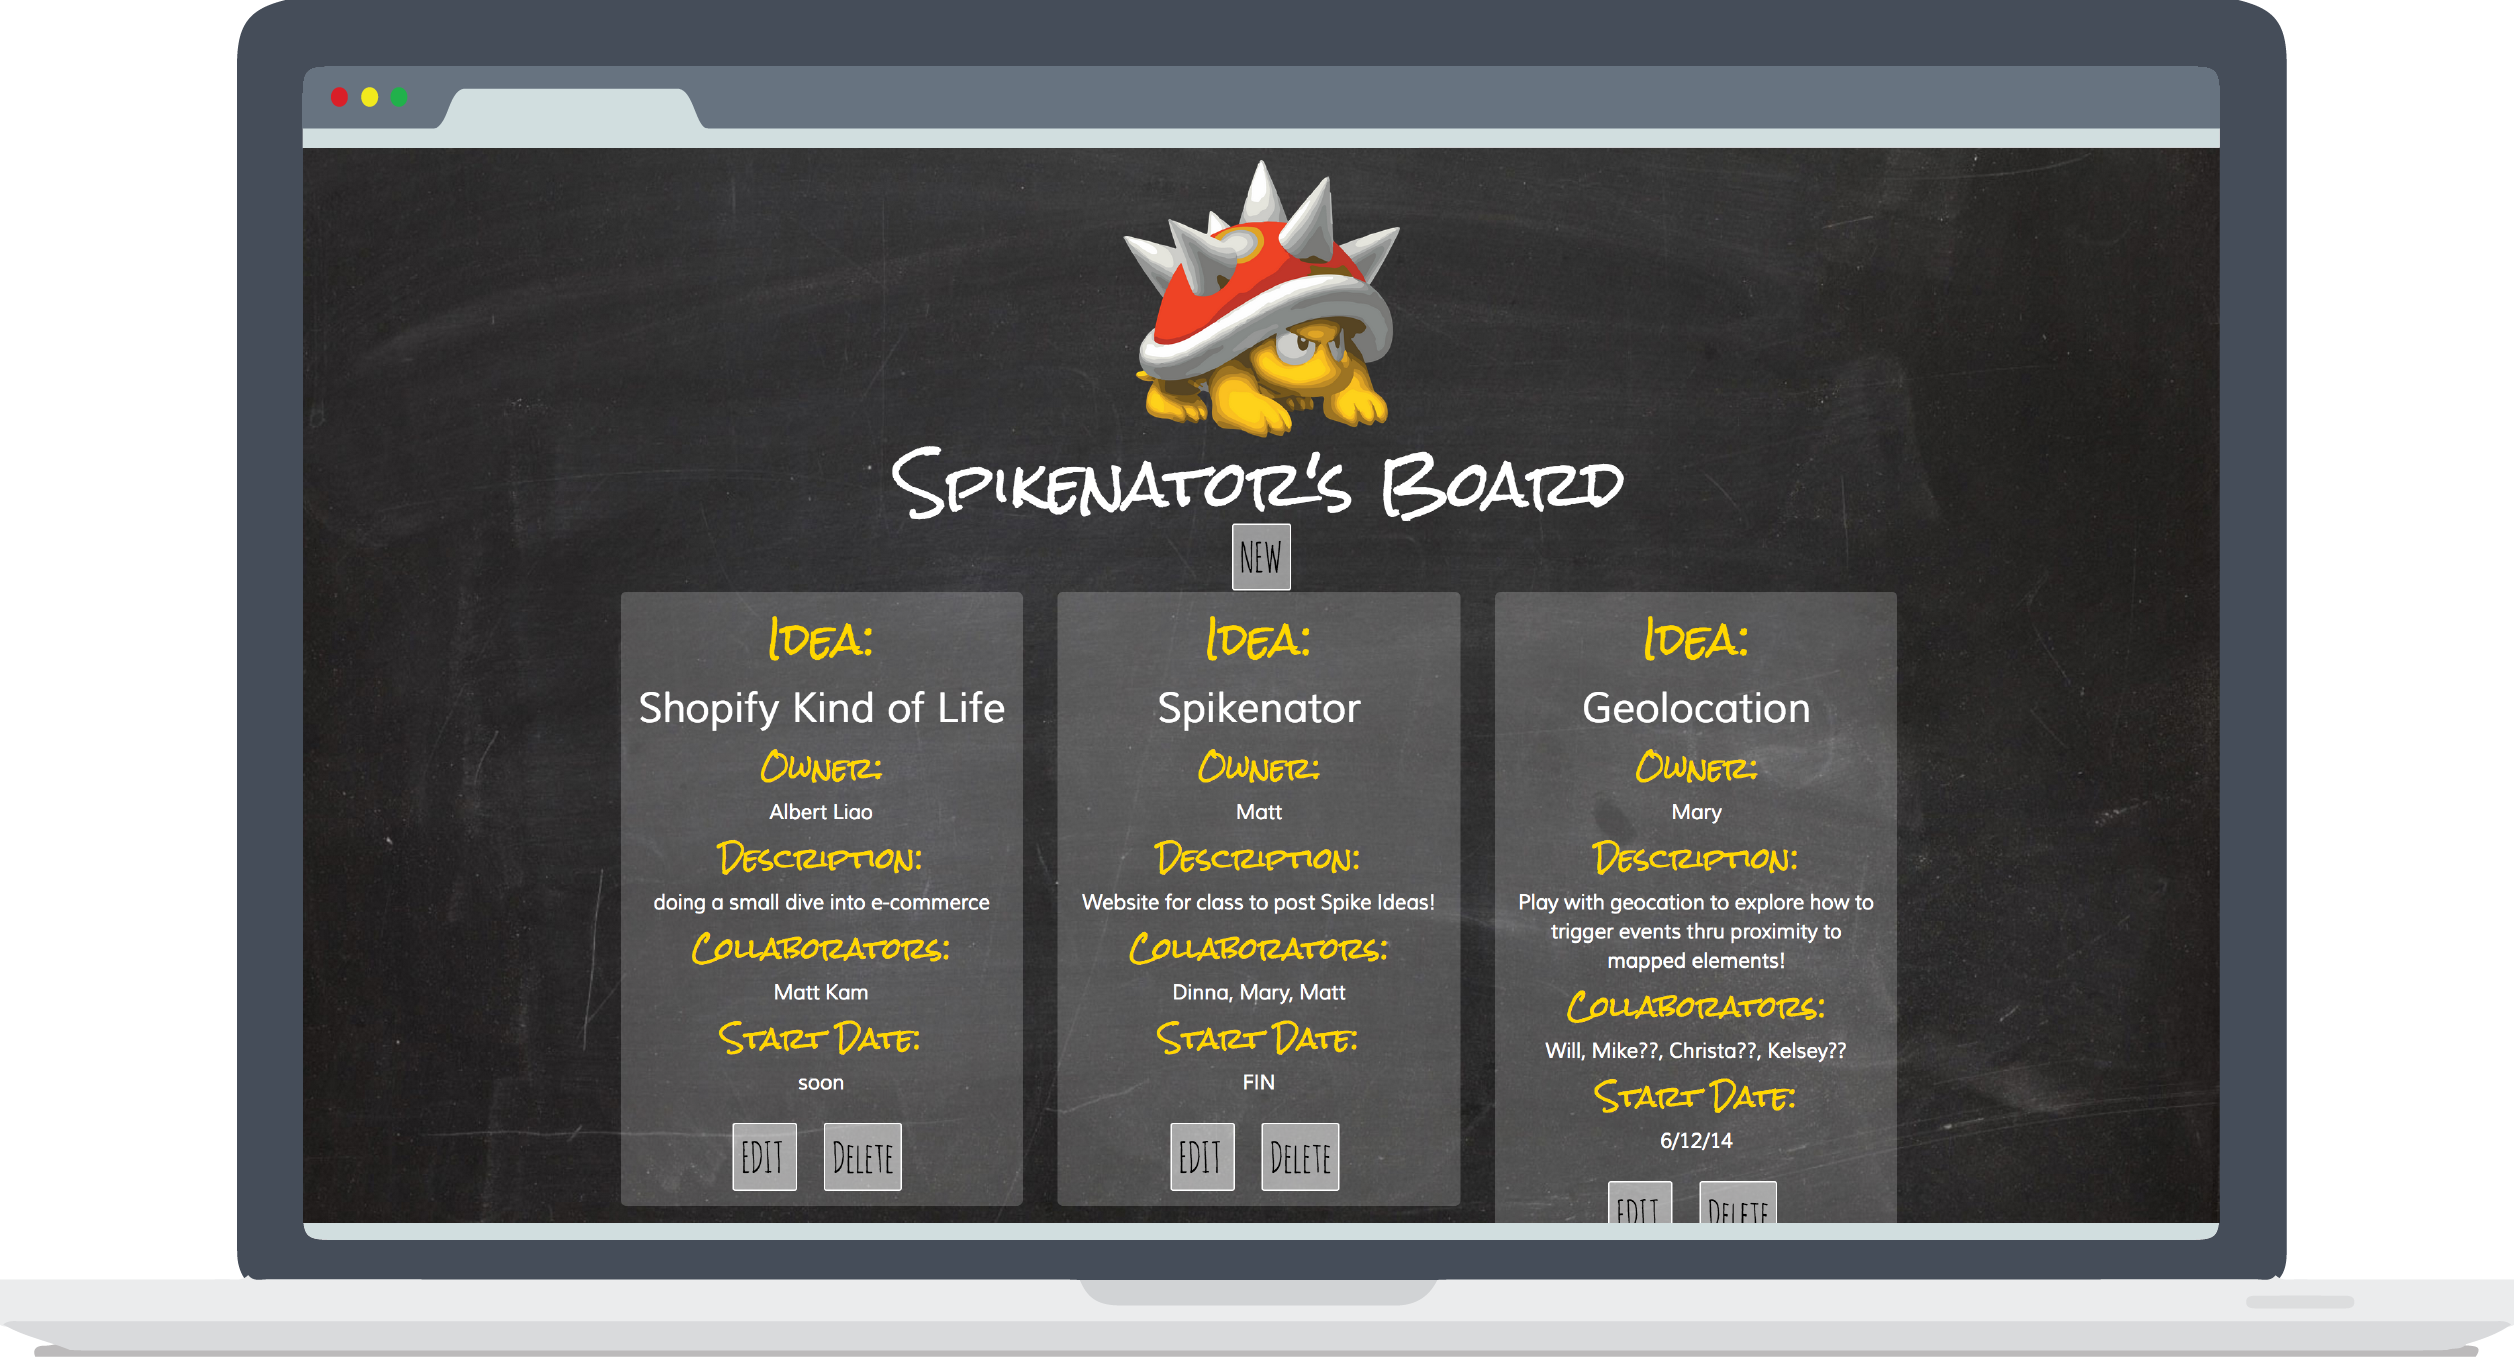 Spikenator's Board
NEW
Idea:
Shopify Kind of Life
Owner:
Albert Liao
Description:
doing a small dive into e-commerce
Collaborators:
Matt Kam
Start Date:
soon
EDIT
Delete
Idea:
Spikenator
Owner:
Matt
Description:
Website for class to post Spike Ideas!
Collaborators:
Dinna, Mary, Matt
Start Date:
FIN
EDIT
Delete
Idea:
Geolocation
Owner:
Mary
Description:
Play with geocation to explore how to
trigger events thru proximity to
mapped elements!
Collaborators:
Will, Mike??, Christa??, Kelsey??
Start Date:
6/12/14
EDIT
Delete